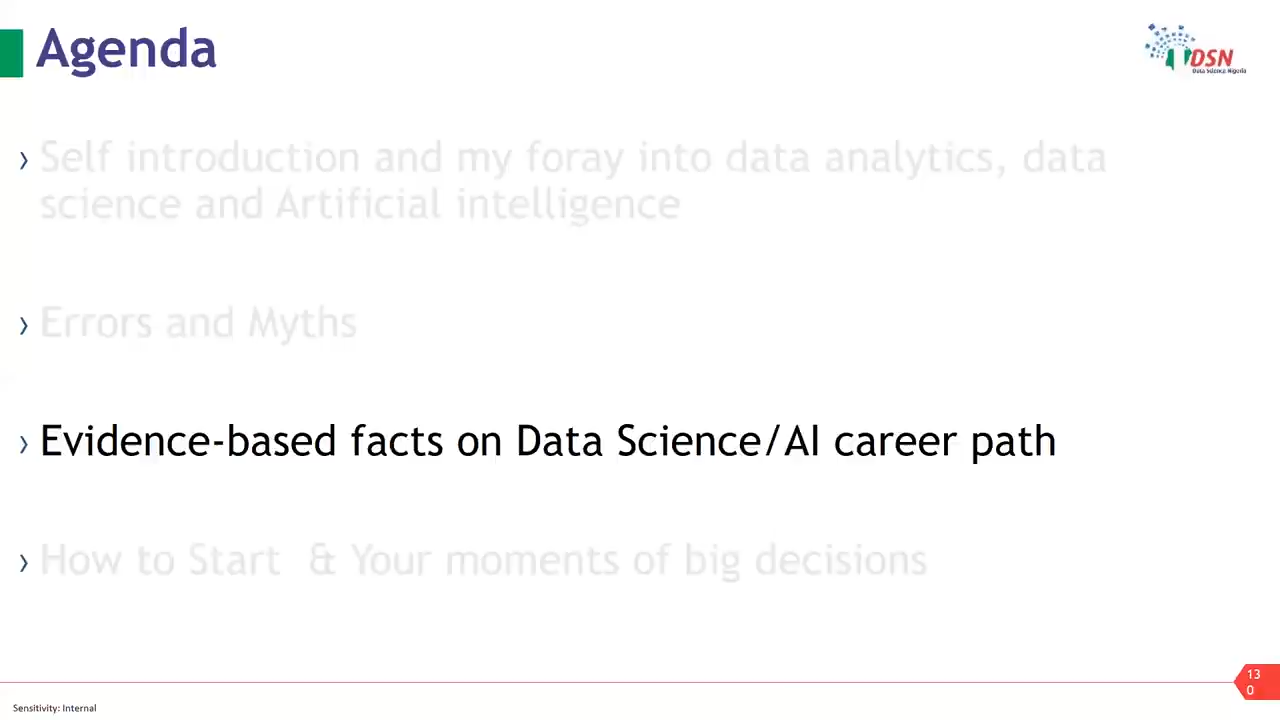 Agenda
DSN
Data Science Nigeria
› Self introduction and my foray into data analytics, data
science and Artificial intelligence
› Errors and Myths
› Evidence-based facts on Data Science/AI career path
› How to Start & Your moments of big decisions
13
0
Sensitivity: Internal